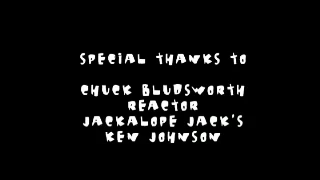 SPECIAL THANKS TO
CHUCK BLUDSWORTH
REACTOR
JACKALOPE JACK'S
KEN JOHNSON